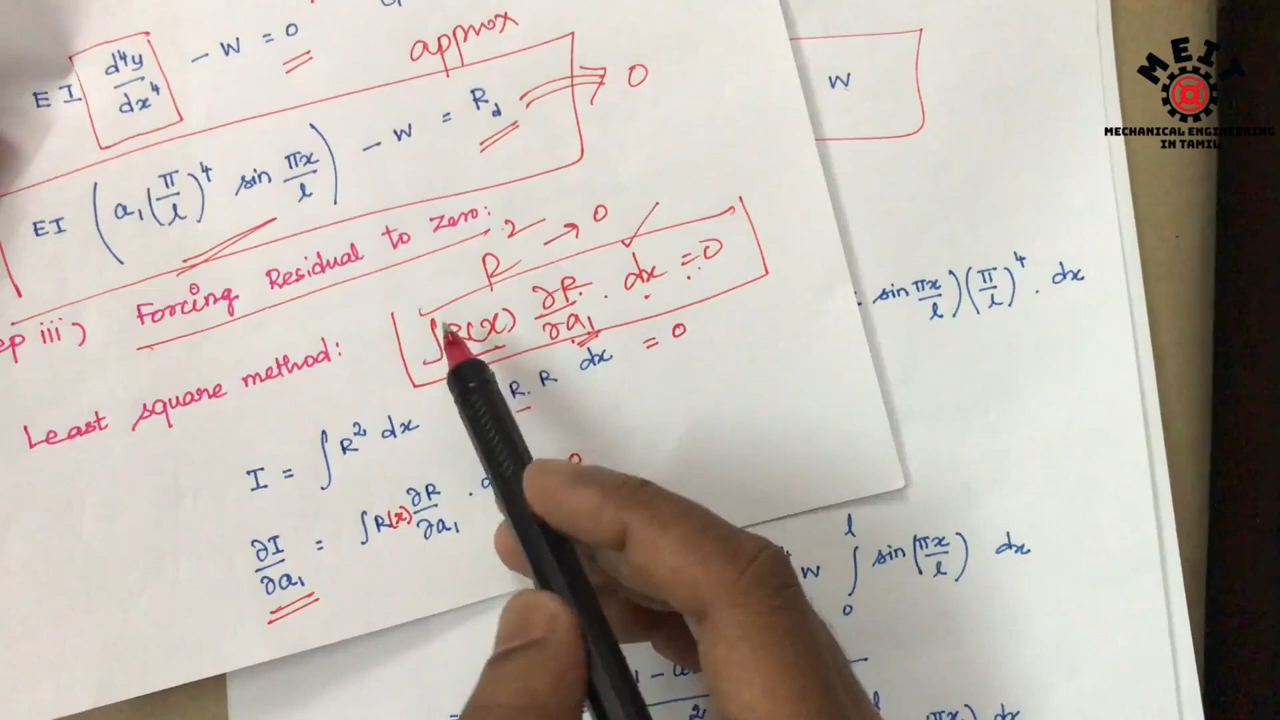 EI d⁴y/dx⁴ - w = 0
approx
EI (a₁(π/l)⁴ sin πx/l) - w = R_d ⇒ 0
Step iii) Forcing Residual to zero:
R² → 0 ✓
Least square method: ∫R(x) ∂R/∂a₁ . dx = 0
R. R dx = 0
I = ∫R² dx
∂I/∂a₁ = ∫R(x) ∂R/∂a₁ .
w
sin πx/l)(π/l)⁴. dx
w ∫₀ˡ sin(πx/l) dx
1 -
2
MEIT
MECHANICAL ENGINEERING
IN TAMIL